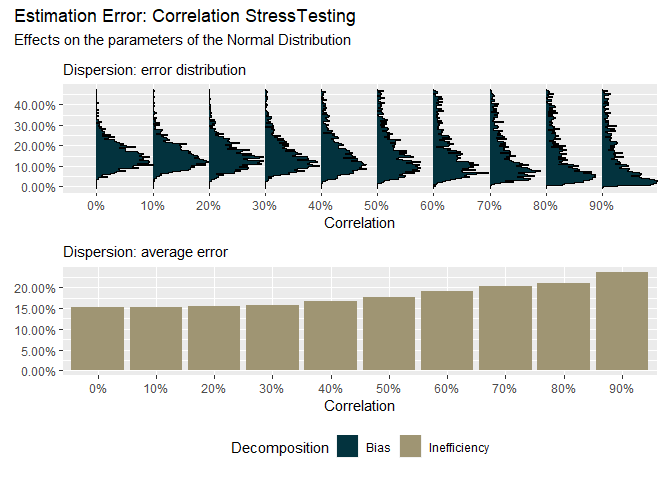 Estimation Error: Correlation StressTesting
Effects on the parameters of the Normal Distribution
Dispersion: error distribution
40.00%
30.00%
20.00%
10.00%
0.00%
0% 10% 20% 30% 40% 50% 60% 70% 80% 90%
Correlation
Dispersion: average error
20.00%
15.00%
10.00%
5.00%
0.00%
0% 10% 20% 30% 40% 50% 60% 70% 80% 90%
Correlation
Decomposition Bias Inefficiency